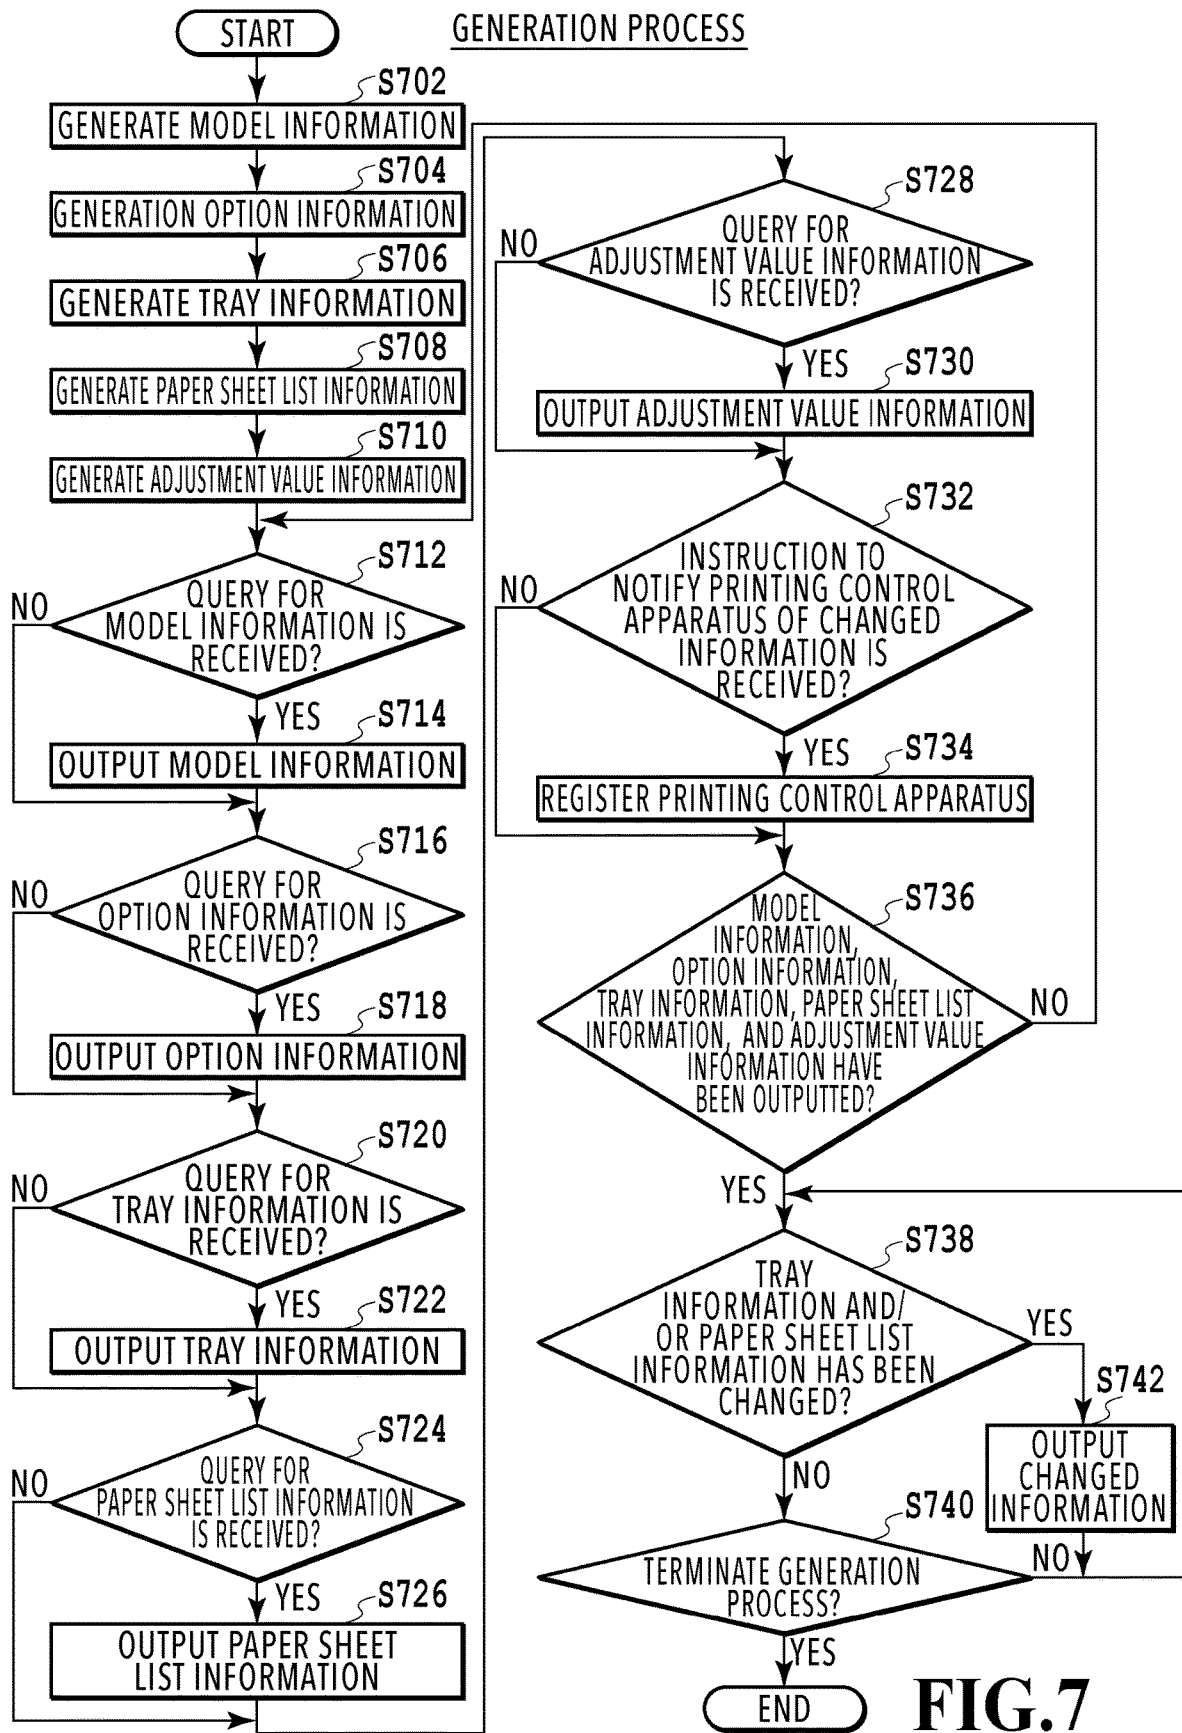 START
GENERATION PROCESS
S702
GENERATE MODEL INFORMATION
S704
GENERATION OPTION INFORMATION
S706
GENERATE TRAY INFORMATION
S708
GENERATE PAPER SHEET LIST INFORMATION
S710
GENERATE ADJUSTMENT VALUE INFORMATION
S712
QUERY FOR
MODEL INFORMATION IS
RECEIVED?
NO
YES
S714
OUTPUT MODEL INFORMATION
S716
QUERY FOR
OPTION INFORMATION IS
RECEIVED?
NO
YES
S718
OUTPUT OPTION INFORMATION
S720
QUERY FOR
TRAY INFORMATION IS
RECEIVED?
NO
YES
S722
OUTPUT TRAY INFORMATION
S724
QUERY FOR
PAPER SHEET LIST INFORMATION
IS RECEIVED?
NO
YES
S726
OUTPUT PAPER SHEET
LIST INFORMATION
S728
QUERY FOR
ADJUSTMENT VALUE INFORMATION
IS RECEIVED?
NO
YES
S730
OUTPUT ADJUSTMENT VALUE INFORMATION
S732
INSTRUCTION TO
NOTIFY PRINTING CONTROL
APPARATUS OF CHANGED
INFORMATION IS
RECEIVED?
NO
YES
S734
REGISTER PRINTING CONTROL APPARATUS
S736
MODEL
INFORMATION,
OPTION INFORMATION,
TRAY INFORMATION, PAPER SHEET LIST
INFORMATION, AND ADJUSTMENT VALUE
INFORMATION HAVE
BEEN OUTPUTTED?
NO
YES
S738
TRAY
INFORMATION AND/
OR PAPER SHEET LIST
INFORMATION HAS BEEN
CHANGED?
YES
S742
OUTPUT
CHANGED
INFORMATION
NO
S740
TERMINATE GENERATION
PROCESS?
NO
YES
END
FIG.7